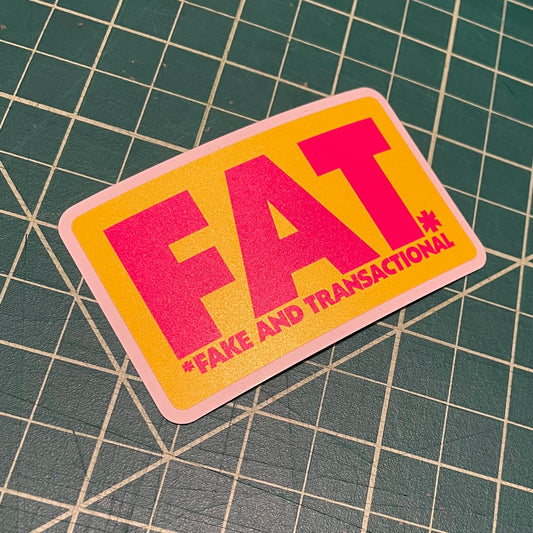 FAT*
*FAKE AND TRANSACTIONAL